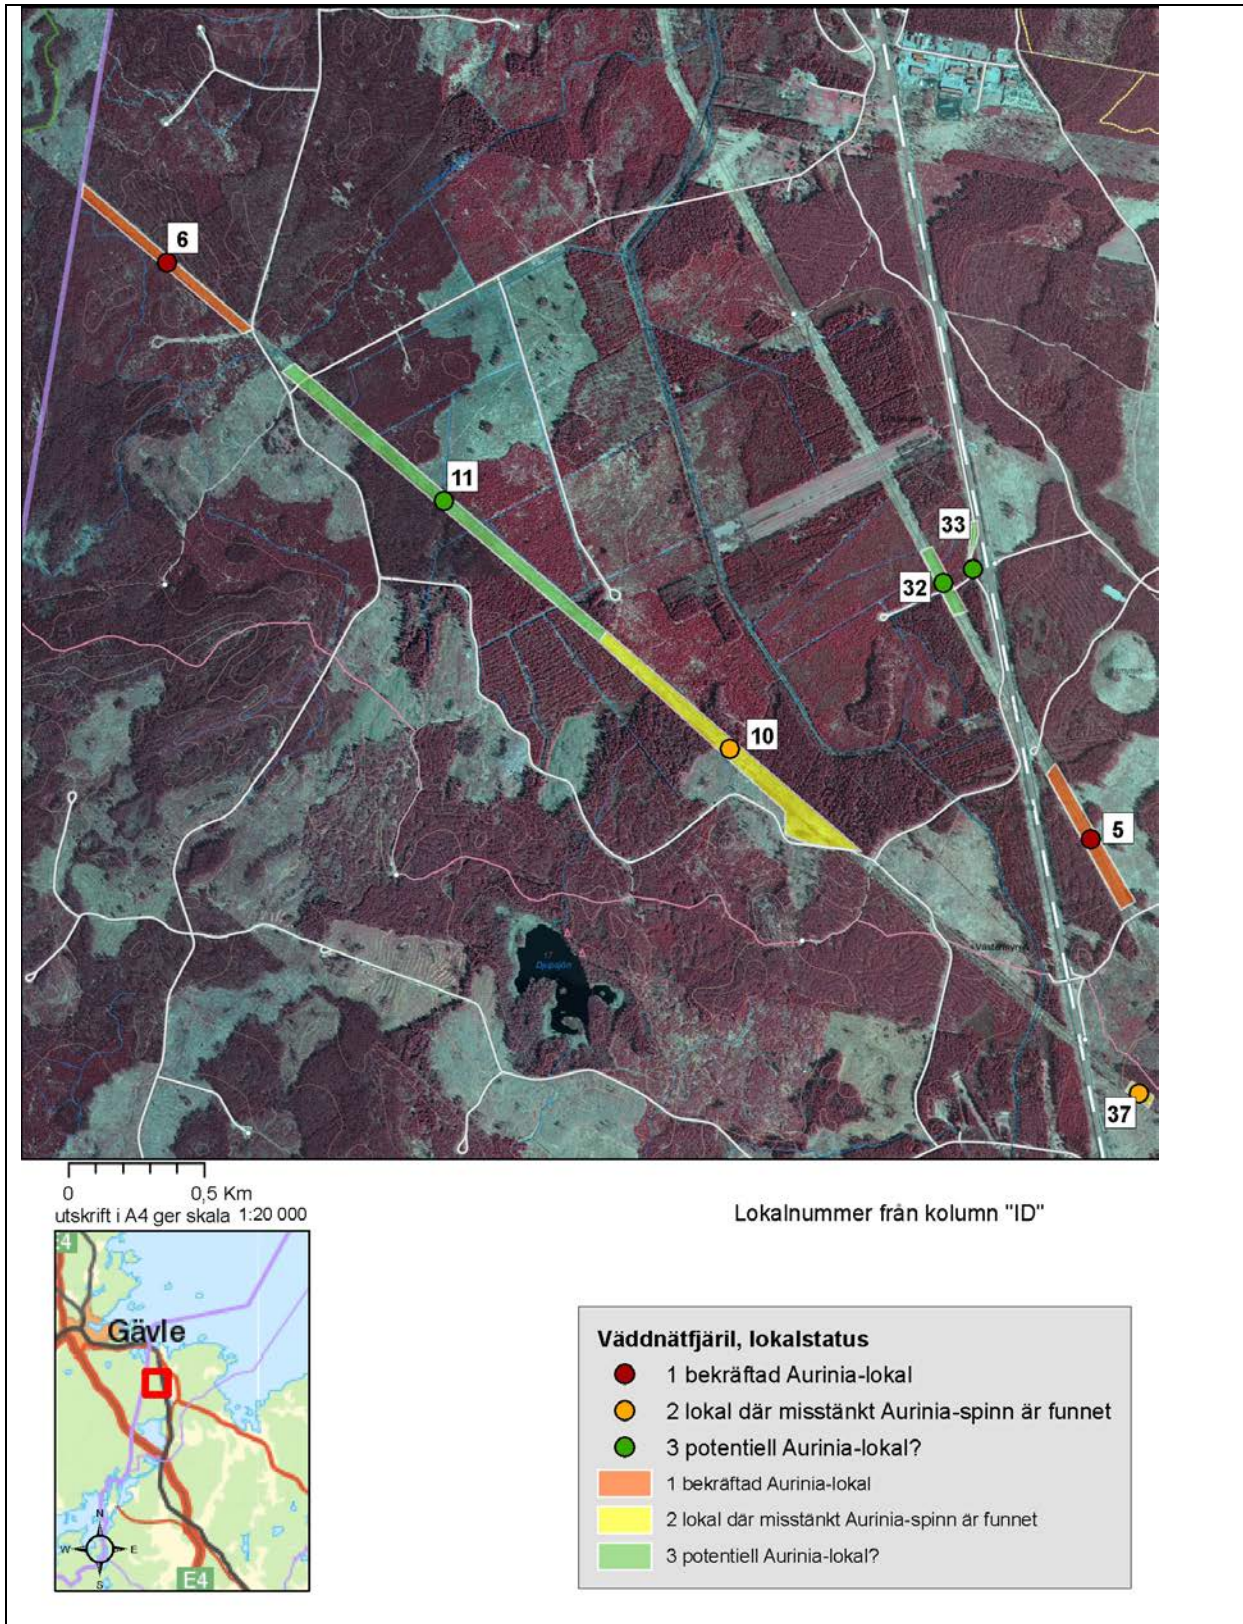 6
11
33
32
10
5
17
Djupsjön
37
0 0,5 Km
utskrift i A4 ger skala 1:20 000
Lokalnummer från kolumn "ID"
E4
Gävle
N
W E
S
E4
Väddnätfjäril, lokalstatus
1 bekräftad Aurinia-lokal
2 lokal där misstänkt Aurinia-spinn är funnet
3 potentiell Aurinia-lokal?
1 bekräftad Aurinia-lokal
2 lokal där misstänkt Aurinia-spinn är funnet
3 potentiell Aurinia-lokal?